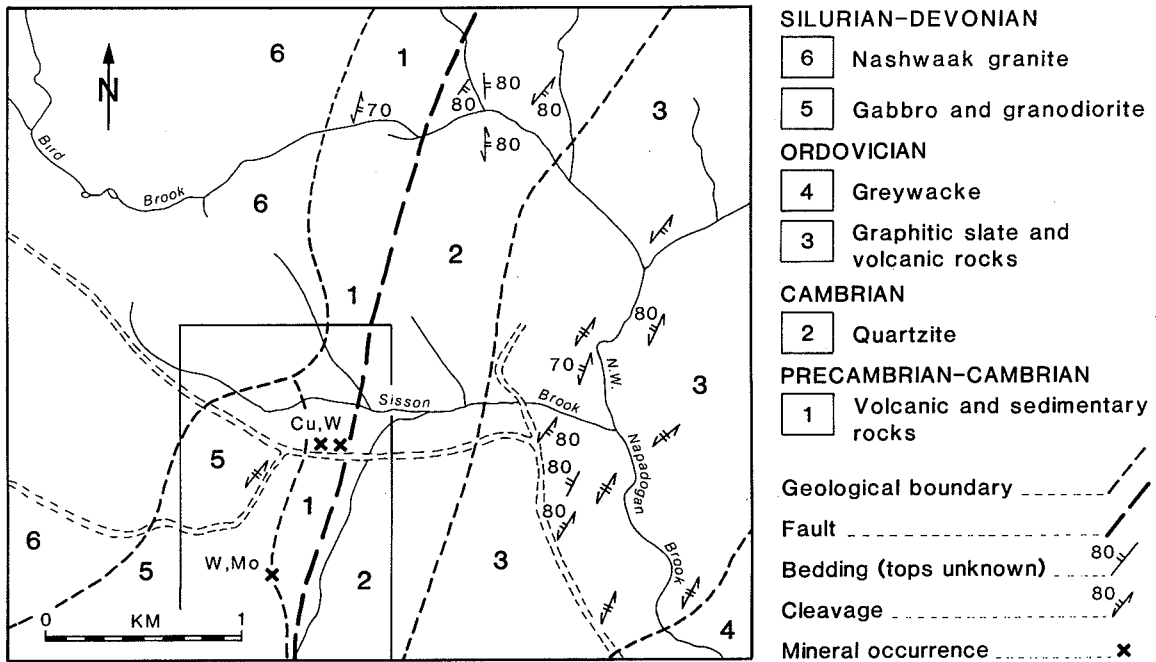 N
6
1
80
80
80
3
70
80
Bird
Brook
6
2
1
80
70
N.W.
3
Sisson
Brook
Cu,W
80
5
80
Napadogan
1
80
W,Mo
6
5
2
3
Brook
4
0 KM 1
SILURIAN-DEVONIAN
6 Nashwaak granite
5 Gabbro and granodiorite
ORDOVICIAN
4 Greywacke
3 Graphitic slate and
volcanic rocks
CAMBRIAN
2 Quartzite
PRECAMBRIAN-CAMBRIAN
1 Volcanic and sedimentary
rocks
Geological boundary
Fault
Bedding (tops unknown) 80
Cleavage 80
Mineral occurrence